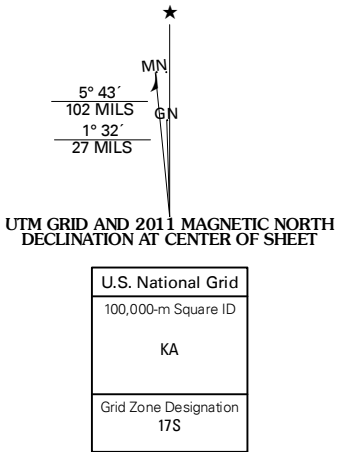 ★
MN
5° 43´
102 MILS
GN
1° 32´
27 MILS
UTM GRID AND 2011 MAGNETIC NORTH
DECLINATION AT CENTER OF SHEET
U.S. National Grid
100,000-m Square ID
KA
Grid Zone Designation
17S